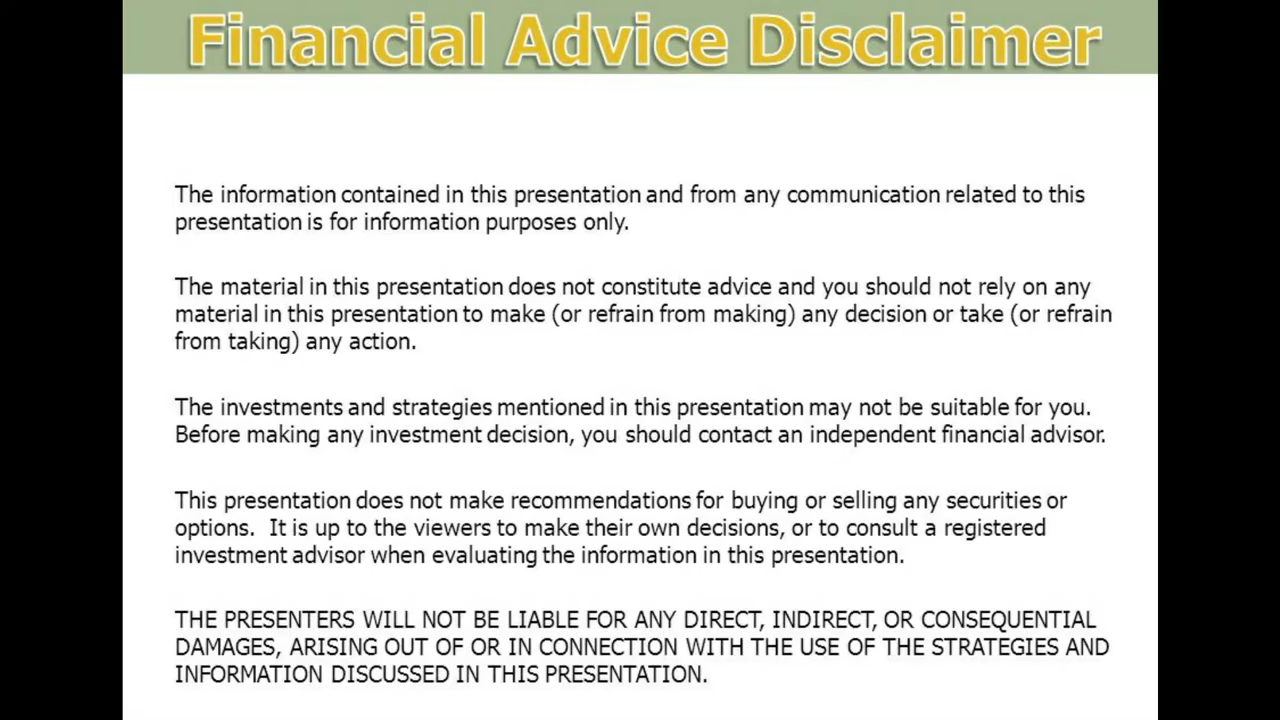 Financial Advice Disclaimer
The information contained in this presentation and from any communication related to this
presentation is for information purposes only.
The material in this presentation does not constitute advice and you should not rely on any
material in this presentation to make (or refrain from making) any decision or take (or refrain
from taking) any action.
The investments and strategies mentioned in this presentation may not be suitable for you.
Before making any investment decision, you should contact an independent financial advisor.
This presentation does not make recommendations for buying or selling any securities or
options.  It is up to the viewers to make their own decisions, or to consult a registered
investment advisor when evaluating the information in this presentation.
THE PRESENTERS WILL NOT BE LIABLE FOR ANY DIRECT, INDIRECT, OR CONSEQUENTIAL
DAMAGES, ARISING OUT OF OR IN CONNECTION WITH THE USE OF THE STRATEGIES AND
INFORMATION DISCUSSED IN THIS PRESENTATION.